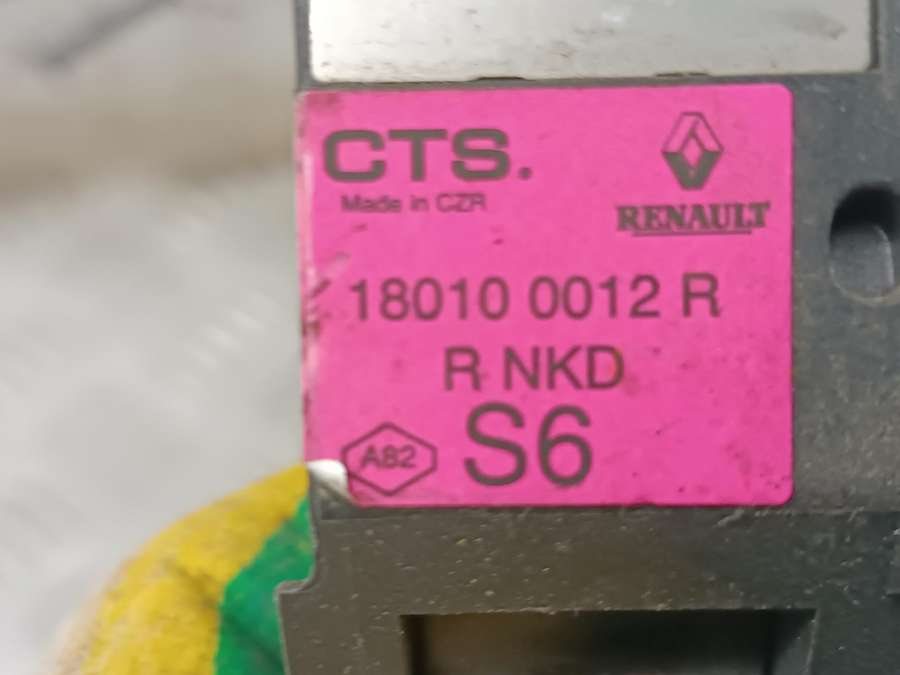 CTS.
Made in CZR
RENAULT
18010 0012 R
R NKD
S6
A82